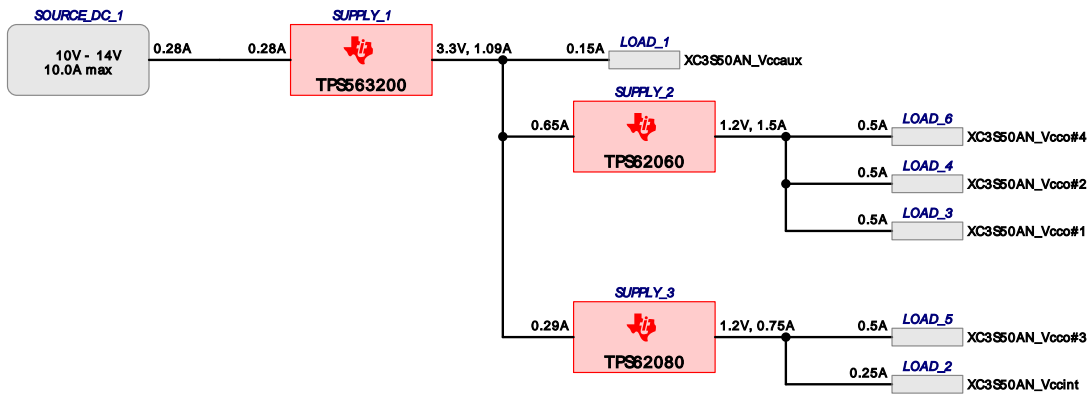 SOURCE_DC_1
10V - 14V
10.0A max
0.28A
0.28A
SUPPLY_1
TPS563200
3.3V, 1.09A
0.15A
LOAD_1
XC3S50AN_Vccaux
SUPPLY_2
0.65A
TPS62060
1.2V, 1.5A
0.5A
LOAD_6
XC3S50AN_Vcco#4
0.5A
LOAD_4
XC3S50AN_Vcco#2
0.5A
LOAD_3
XC3S50AN_Vcco#1
SUPPLY_3
0.29A
TPS62080
1.2V, 0.75A
0.5A
LOAD_5
XC3S50AN_Vcco#3
0.25A
LOAD_2
XC3S50AN_Vccint